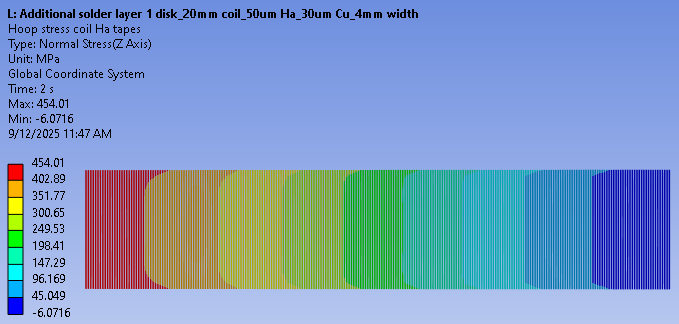 L: Additional solder layer 1 disk_20mm coil_50um Ha_30um Cu_4mm width
Hoop stress coil Ha tapes
Type: Normal Stress(Z Axis)
Unit: MPa
Global Coordinate System
Time: 2 s
Max: 454.01
Min: -6.0716
9/12/2025 11:47 AM
454.01
402.89
351.77
300.65
249.53
198.41
147.29
96.169
45.049
-6.0716